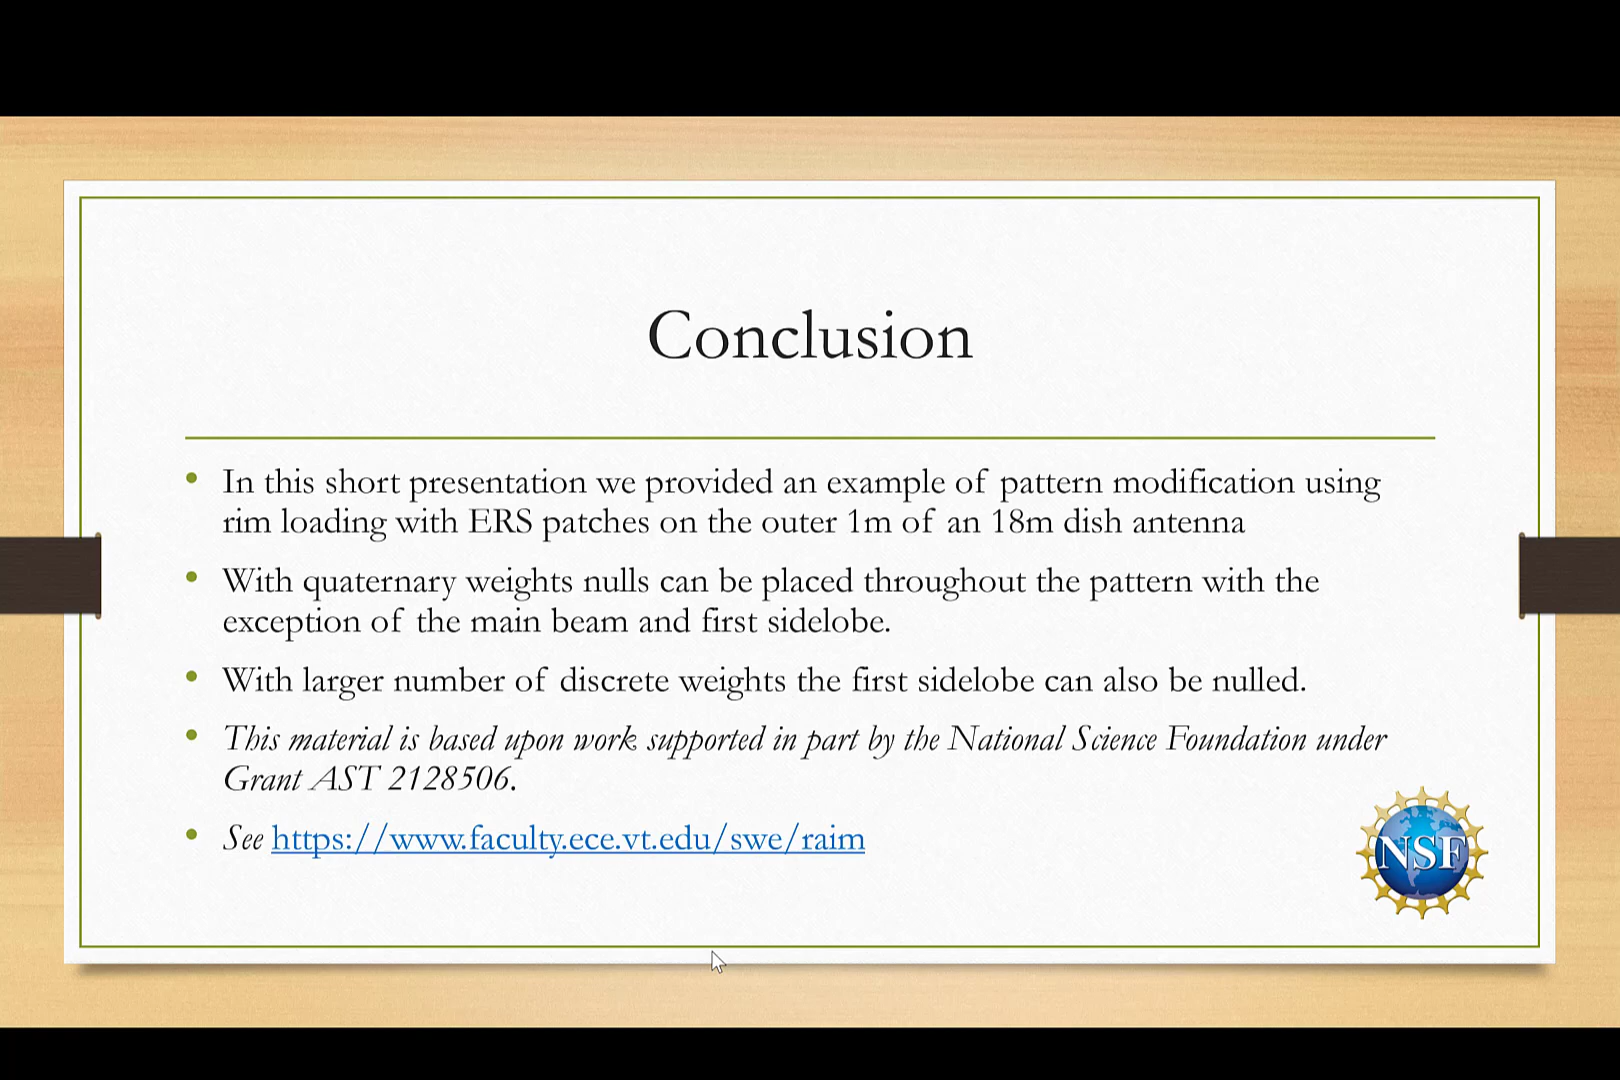 Conclusion
• In this short presentation we provided an example of pattern modification using
rim loading with ERS patches on the outer 1m of an 18m dish antenna
• With quaternary weights nulls can be placed throughout the pattern with the
exception of the main beam and first sidelobe.
• With larger number of discrete weights the first sidelobe can also be nulled.
• This material is based upon work supported in part by the National Science Foundation under
Grant AST 2128506.
• See https://www.faculty.ece.vt.edu/swe/raim
NSF